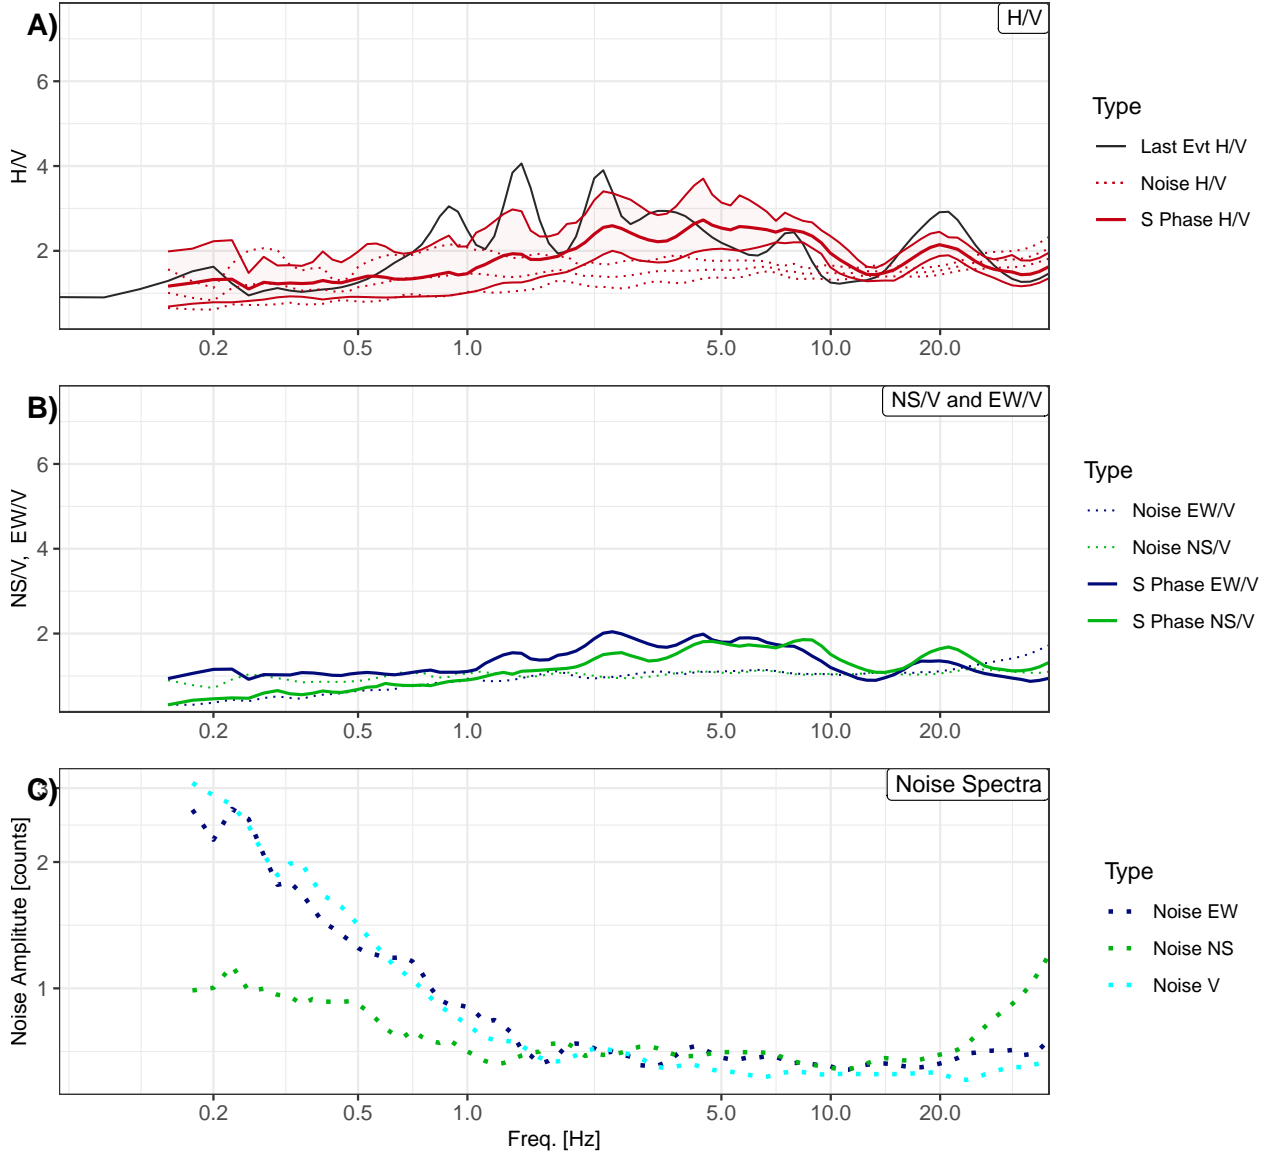 A)
H/V
6
4
2
H/V
0.2 0.5 1.0 5.0 10.0 20.0
Type
Last Evt H/V
Noise H/V
S Phase H/V
B)
NS/V and EW/V
6
4
2
NS/V, EW/V
0.2 0.5 1.0 5.0 10.0 20.0
Type
Noise EW/V
Noise NS/V
S Phase EW/V
S Phase NS/V
C)
Noise Spectra
3
2
1
Noise Amplitude [counts]
0.2 0.5 1.0 5.0 10.0 20.0
Freq. [Hz]
Type
Noise EW
Noise NS
Noise V